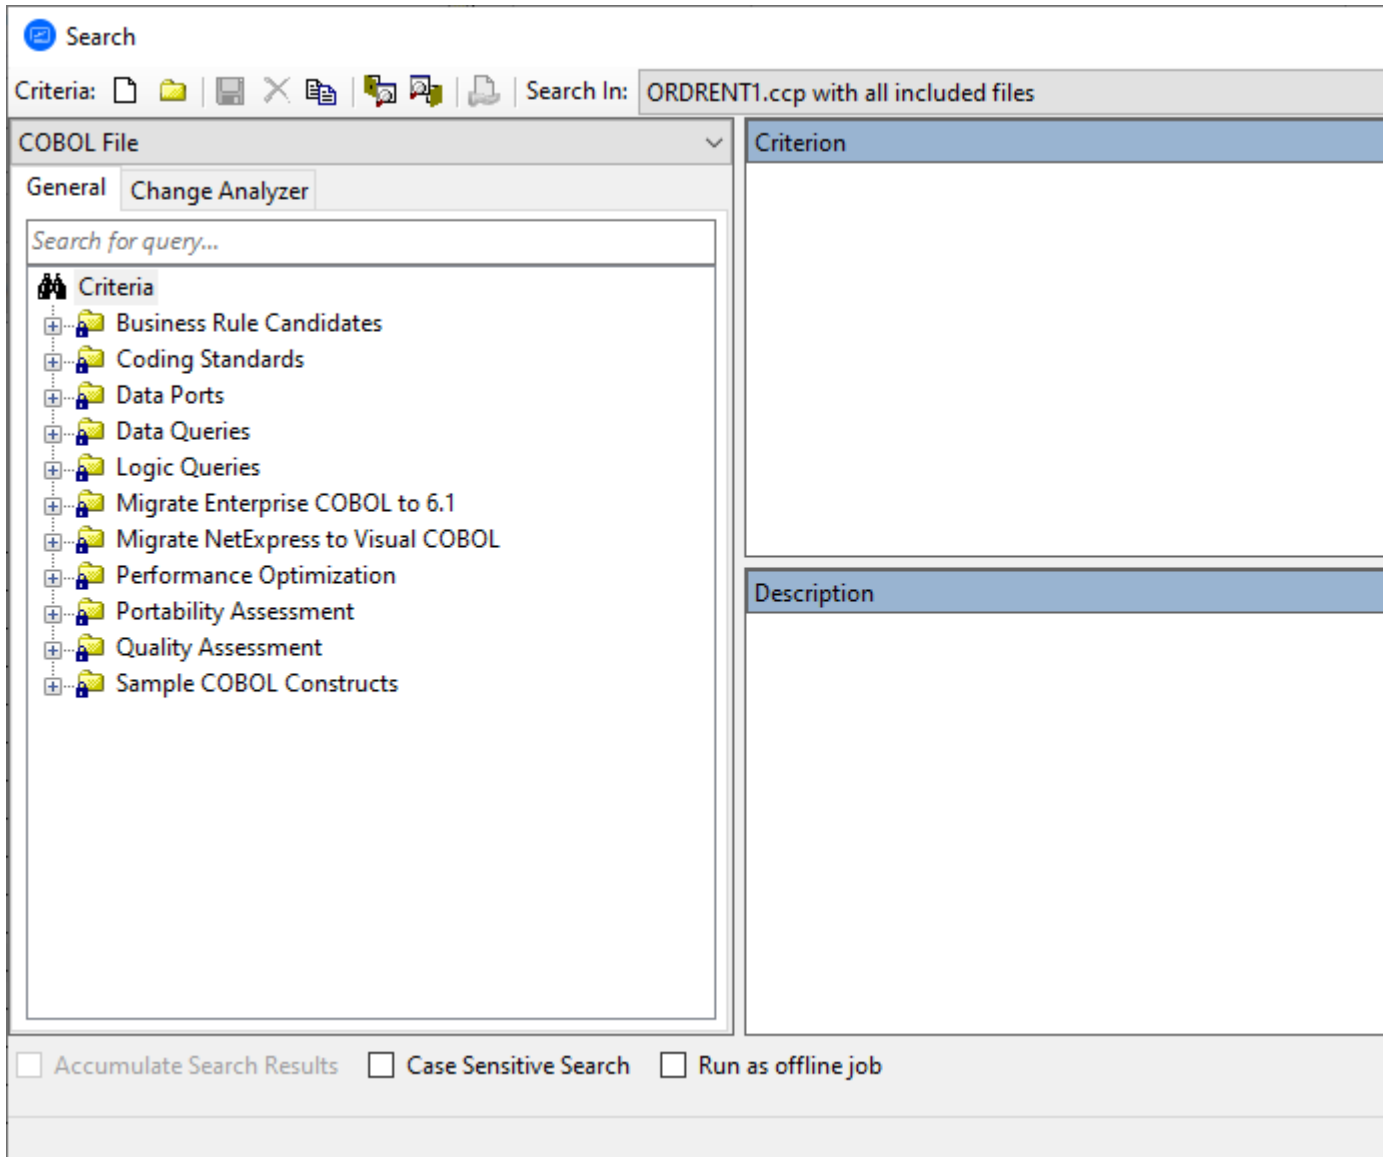 Search
Criteria: Search In: ORDRENT1.ccp with all included files
COBOL File
General Change Analyzer
Search for query...
Criteria
Business Rule Candidates
Coding Standards
Data Ports
Data Queries
Logic Queries
Migrate Enterprise COBOL to 6.1
Migrate NetExpress to Visual COBOL
Performance Optimization
Portability Assessment
Quality Assessment
Sample COBOL Constructs
Criterion
Description
Accumulate Search Results Case Sensitive Search Run as offline job